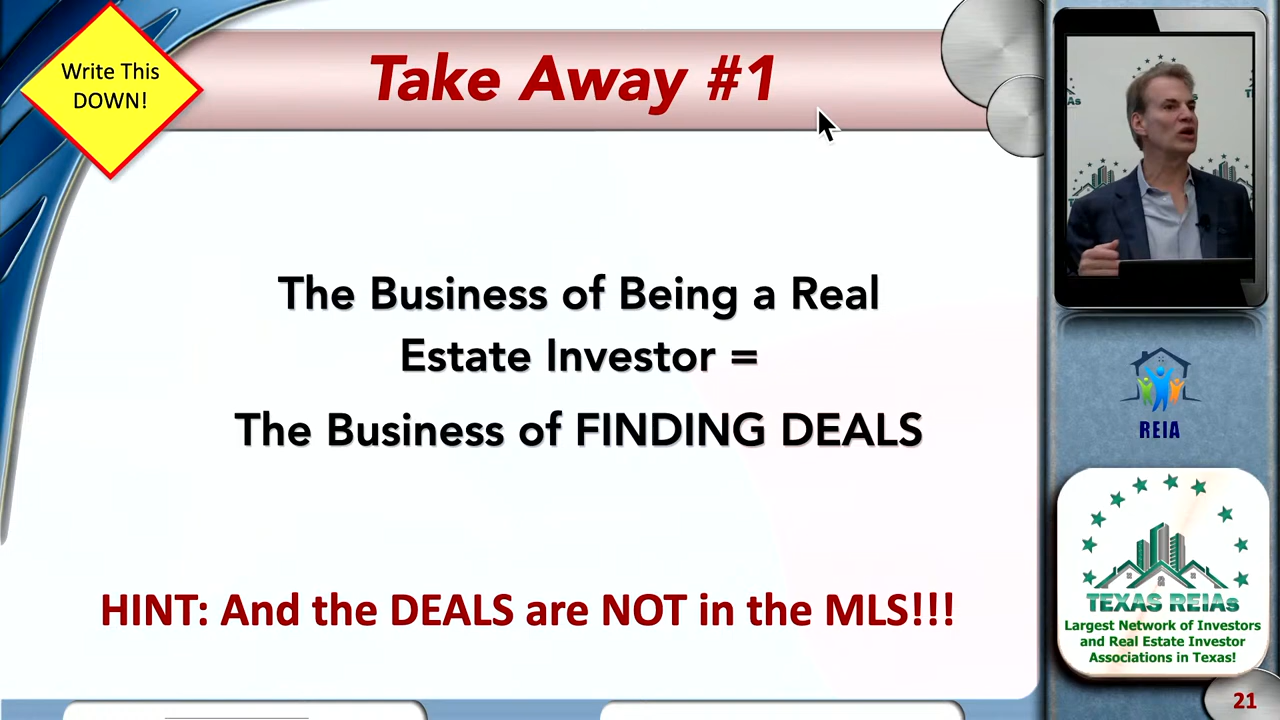 Write This
DOWN!
Take Away #1
The Business of Being a Real
Estate Investor =
The Business of FINDING DEALS
HINT: And the DEALS are NOT in the MLS!!!
As
REIA
TEXAS REIAs
Largest Network of Investors
and Real Estate Investor
Associations in Texas!
21